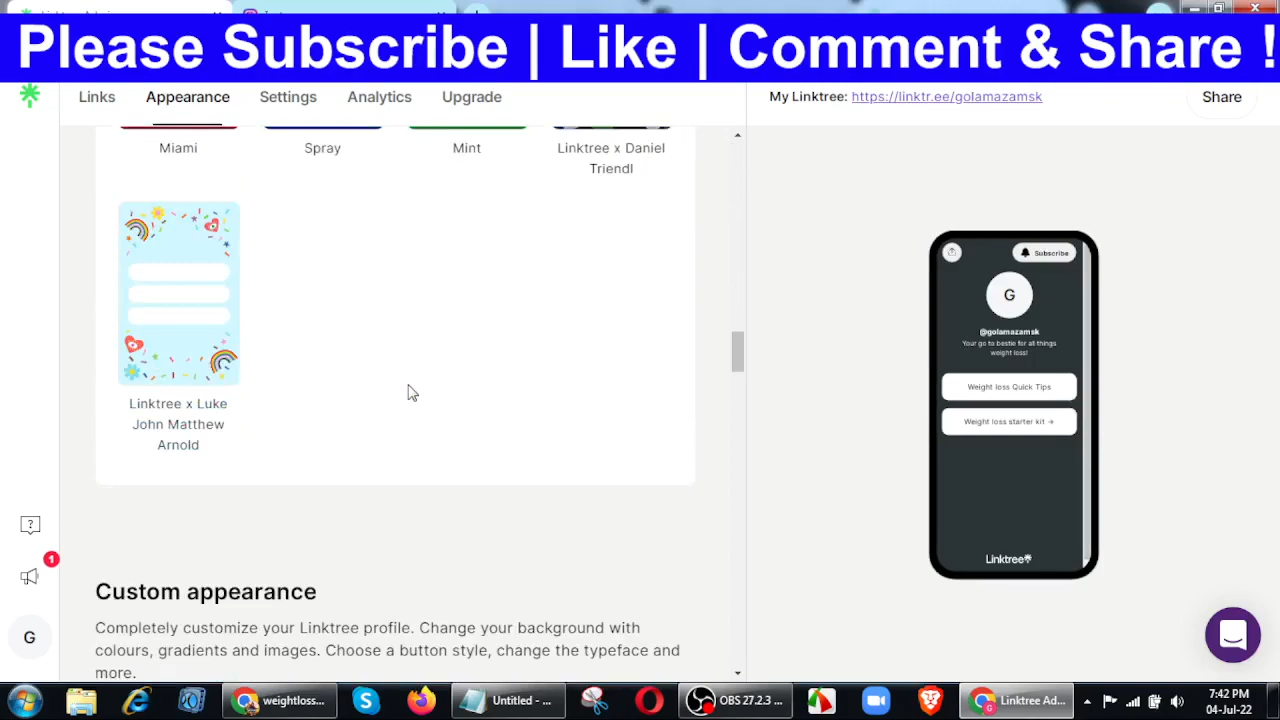 Please Subscribe | Like | Comment & Share !
Links
Appearance
Settings
Analytics
Upgrade
My Linktree: https://linktr.ee/golamazamsk
Share
Miami
Spray
Mint
Linktree x Daniel
Triendl
Linktree x Luke
John Matthew
Arnold
Custom appearance
Completely customize your Linktree profile. Change your background with
colours, gradients and images. Choose a button style, change the typeface and
more.
Subscribe
G
@golamazamsk
Your go to bestie for all things
weight loss!
Weight loss Quick Tips
Weight loss starter kit →
Linktree
?
1
G
weightloss...
Untitled - ...
OBS 27.2.3 ...
Linktree Ad...
7:42 PM
04-Jul-22